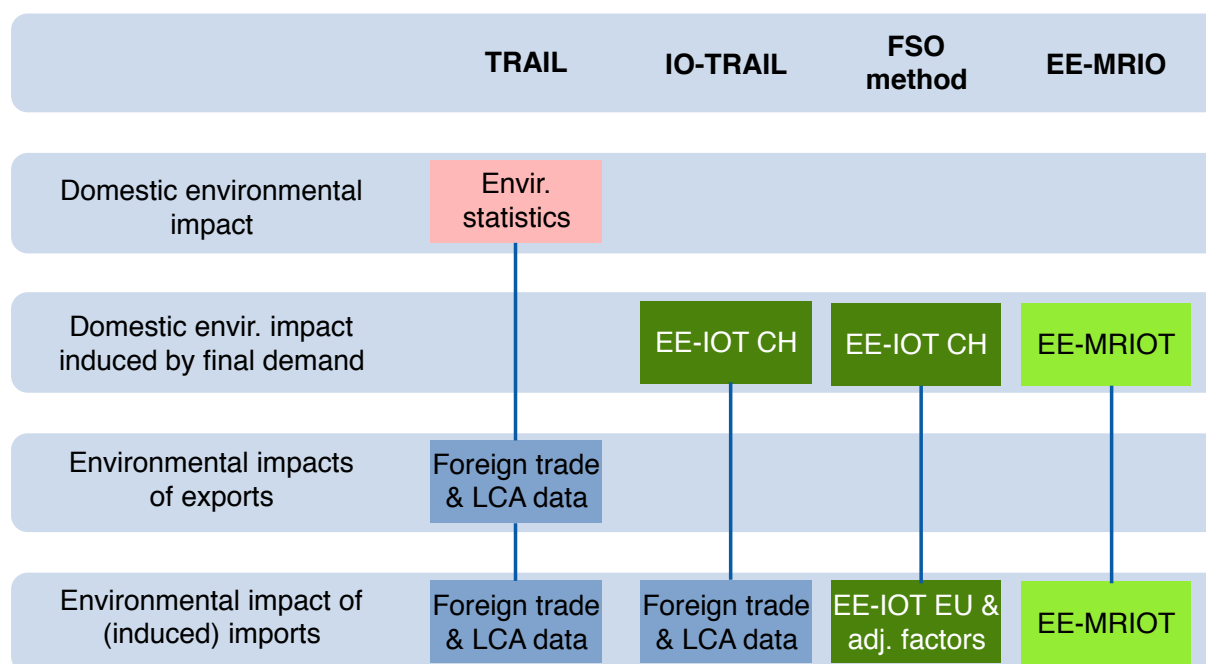 TRAIL
IO-TRAIL
FSO
method
EE-MRIO
Domestic environmental
impact
Envir.
statistics
Domestic envir. impact
induced by final demand
EE-IOT CH
EE-IOT CH
EE-MRIOT
Environmental impacts
of exports
Foreign trade
& LCA data
Environmental impact of
(induced) imports
Foreign trade
& LCA data
Foreign trade
& LCA data
EE-IOT EU &
adj. factors
EE-MRIOT